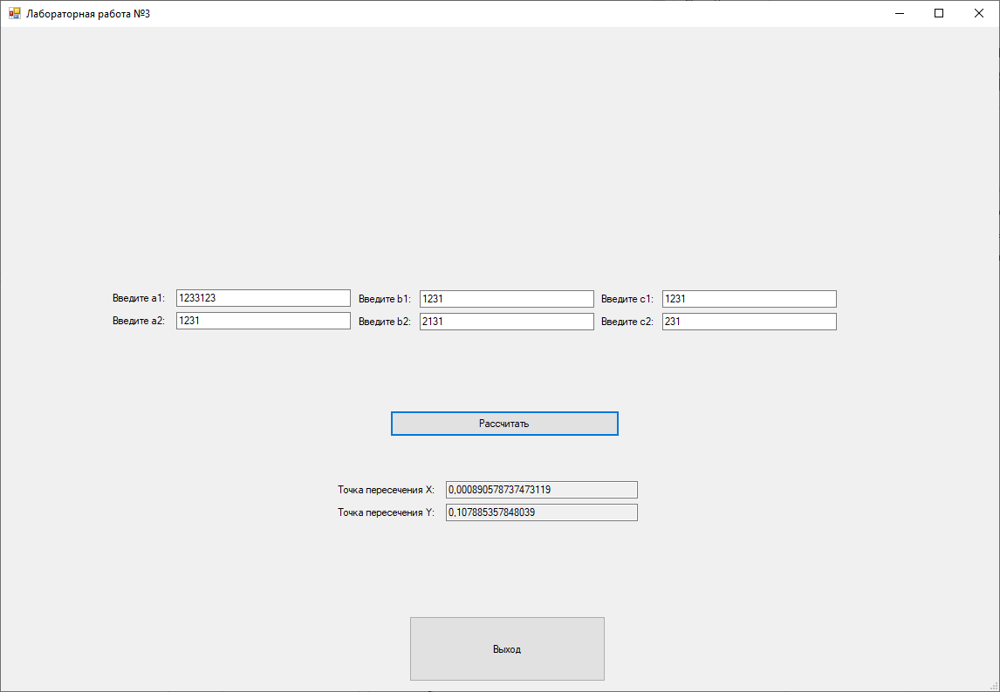 Лабораторная работа №3
Введите a1: 1233123 Введите b1: 1231 Введите c1: 1231
Введите a2: 1231 Введите b2: 2131 Введите c2: 231
Рассчитать
Точка пересечения X: 0,000890578737473119
Точка пересечения Y: 0,107885357848039
Выход